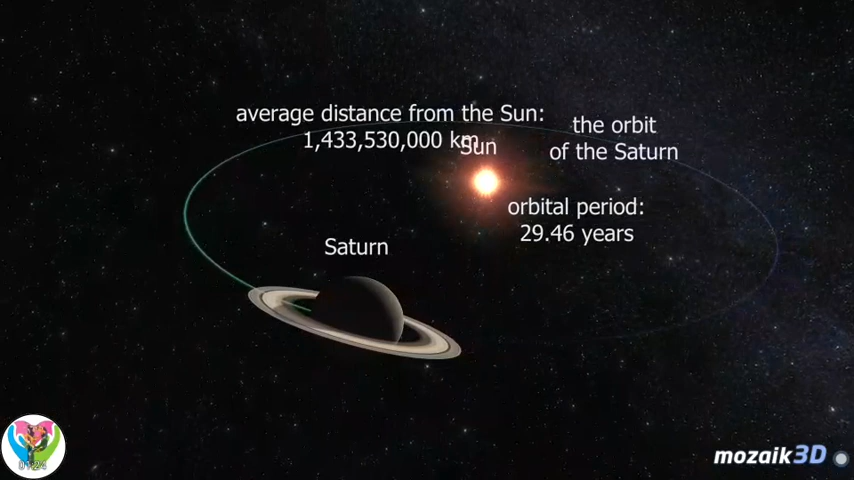 average distance from the Sun:
1,433,530,000 km
Sun
the orbit
of the Saturn
orbital period:
29.46 years
Saturn
mozaik3D